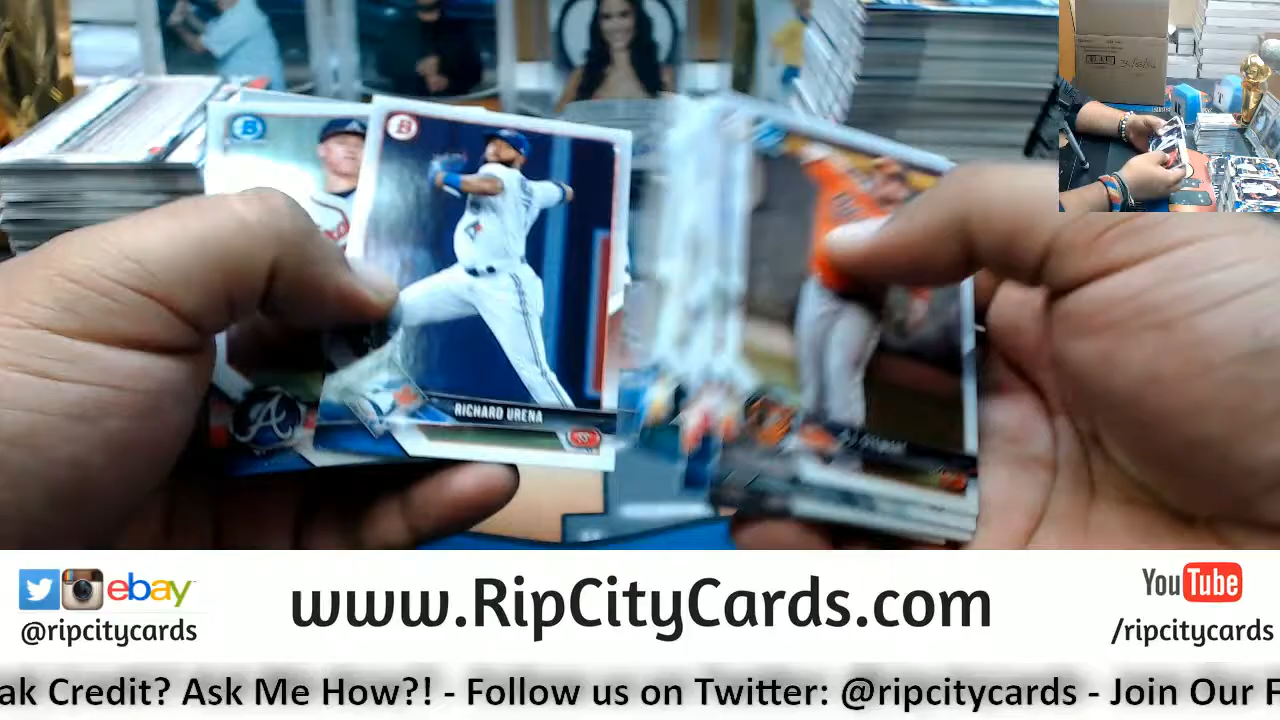 RICHARD URENA
ebay
@ripcitycards
www.RipCityCards.com
YouTube
/ripcitycards
ak Credit? Ask Me How?! - Follow us on Twitter: @ripcitycards - Join Our F